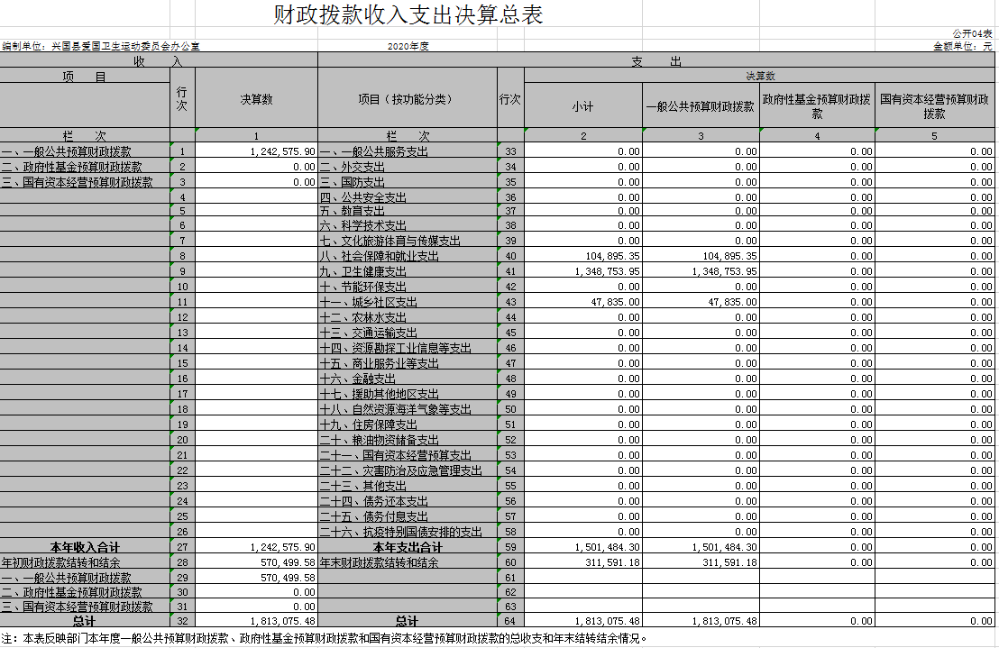 财政拨款收入支出决算总表
公开04表
编制单位：兴国县爱国卫生运动委员会办公室 2020年度 金额单位：元
收 入 支 出
项 目 行次 决算数 项目（按功能分类） 行次 决算数
小计 一般公共预算财政拨款 政府性基金预算财政拨款 国有资本经营预算财政拨款
栏 次 1 栏 次 2 3 4 5
一、一般公共预算财政拨款 1 1,242,575.90 一、一般公共服务支出 33 0.00 0.00 0.00 0.00
二、政府性基金预算财政拨款 2 0.00 二、外交支出 34 0.00 0.00 0.00 0.00
三、国有资本经营预算财政拨款 3 0.00 三、国防支出 35 0.00 0.00 0.00 0.00
4 四、公共安全支出 36 0.00 0.00 0.00 0.00
5 五、教育支出 37 0.00 0.00 0.00 0.00
6 六、科学技术支出 38 0.00 0.00 0.00 0.00
7 七、文化旅游体育与传媒支出 39 0.00 0.00 0.00 0.00
8 八、社会保障和就业支出 40 104,895.35 104,895.35 0.00 0.00
9 九、卫生健康支出 41 1,348,753.95 1,348,753.95 0.00 0.00
10 十、节能环保支出 42 0.00 0.00 0.00 0.00
11 十一、城乡社区支出 43 47,835.00 47,835.00 0.00 0.00
12 十二、农林水支出 44 0.00 0.00 0.00 0.00
13 十三、交通运输支出 45 0.00 0.00 0.00 0.00
14 十四、资源勘探工业信息等支出 46 0.00 0.00 0.00 0.00
15 十五、商业服务业等支出 47 0.00 0.00 0.00 0.00
16 十六、金融支出 48 0.00 0.00 0.00 0.00
17 十七、援助其他地区支出 49 0.00 0.00 0.00 0.00
18 十八、自然资源海洋气象等支出 50 0.00 0.00 0.00 0.00
19 十九、住房保障支出 51 0.00 0.00 0.00 0.00
20 二十、粮油物资储备支出 52 0.00 0.00 0.00 0.00
21 二十一、国有资本经营预算支出 53 0.00 0.00 0.00 0.00
22 二十二、灾害防治及应急管理支出 54 0.00 0.00 0.00 0.00
23 二十三、其他支出 55 0.00 0.00 0.00 0.00
24 二十四、债务还本支出 56 0.00 0.00 0.00 0.00
25 二十五、债务付息支出 57 0.00 0.00 0.00 0.00
26 二十六、抗疫特别国债安排的支出 58 0.00 0.00 0.00 0.00
本年收入合计 27 1,242,575.90 本年支出合计 59 1,501,484.30 1,501,484.30 0.00 0.00
年初财政拨款结转和结余 28 570,499.58 年末财政拨款结转和结余 60 311,591.18 311,591.18 0.00 0.00
一、一般公共预算财政拨款 29 570,499.58 61
二、政府性基金预算财政拨款 30 0.00 62
三、国有资本经营预算财政拨款 31 0.00 63
总计 32 1,813,075.48 总计 64 1,813,075.48 1,813,075.48 0.00 0.00
注：本表反映部门本年度一般公共预算财政拨款、政府性基金预算财政拨款和国有资本经营预算财政拨款的总收支和年末结转结余情况。